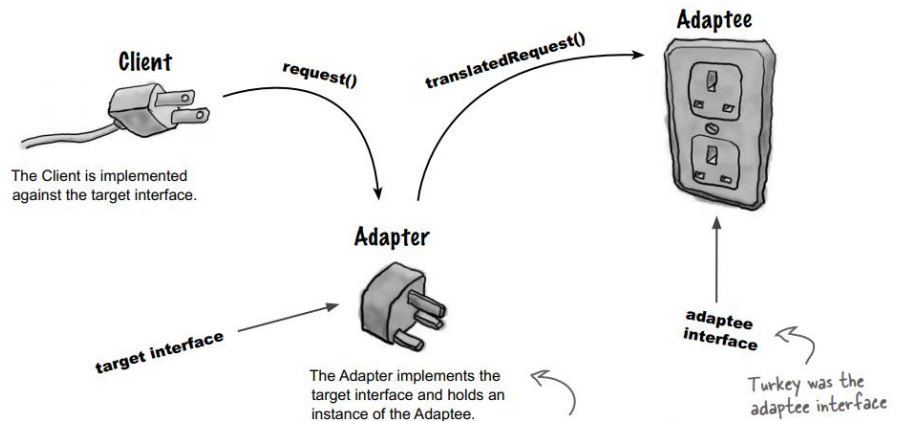 Adaptee
Client
request()
translatedRequest()
The Client is implemented
against the target interface.
Adapter
target interface
adaptee
interface
The Adapter implements the
target interface and holds an
instance of the Adaptee.
Turkey was the
adaptee interface